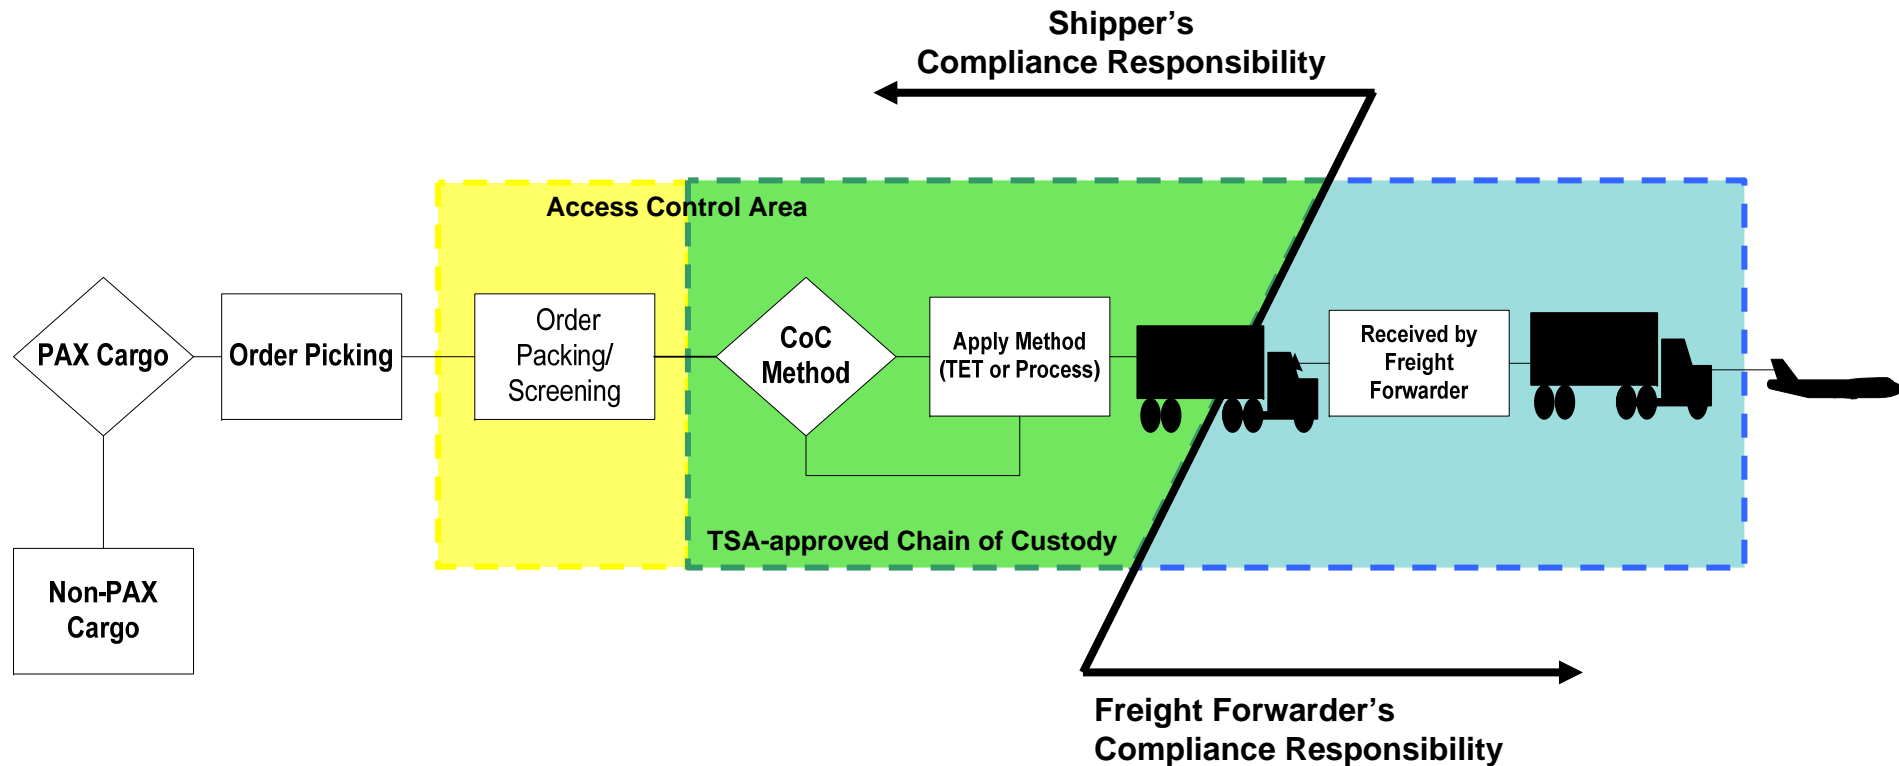 Shipper’s
Compliance Responsibility
Access Control Area
PAX Cargo
Order Picking
Order
Packing/
Screening
CoC
Method
Apply Method
(TET or Process)
Received by
Freight
Forwarder
TSA-approved Chain of Custody
Non-PAX
Cargo
Freight Forwarder’s
Compliance Responsibility